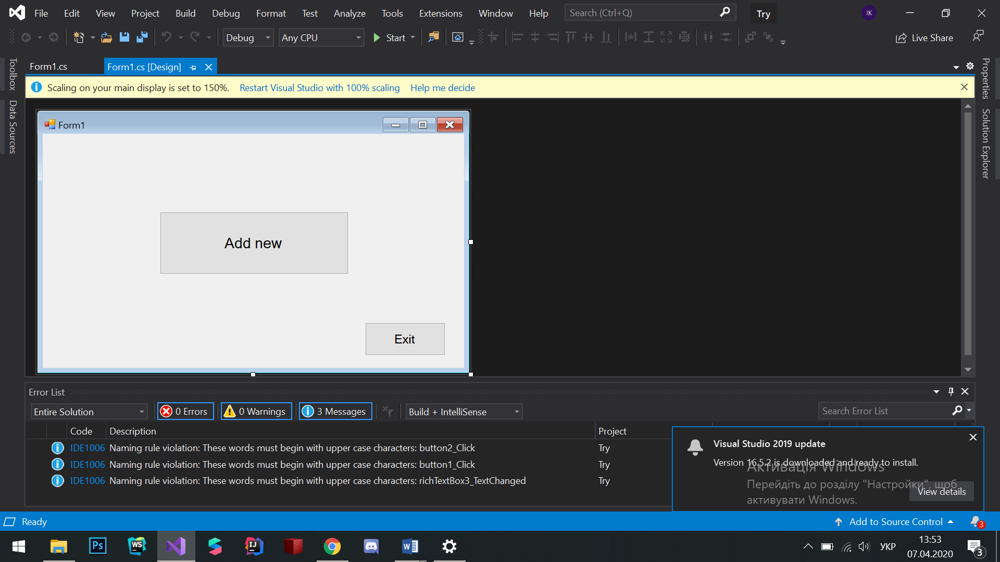 File Edit View Project Build Debug Format Test Analyze Tools Extensions Window Help Search (Ctrl+Q) Try IK
Debug Any CPU Start Live Share
Form1.cs Form1.cs [Design]
Scaling on your main display is set to 150%. Restart Visual Studio with 100% scaling Help me decide
Toolbox
Data Sources
Properties
Solution Explorer
Form1
Add new
Exit
Error List
Entire Solution 0 Errors 0 Warnings 3 Messages Build + IntelliSense Search Error List
Code Description Project
IDE1006 Naming rule violation: These words must begin with upper case characters: button2_Click Try
IDE1006 Naming rule violation: These words must begin with upper case characters: button1_Click Try
IDE1006 Naming rule violation: These words must begin with upper case characters: richTextBox3_TextChanged Try
Visual Studio 2019 update
Version 16.5.2 is downloaded and ready to install.
View details
Активація Windows
Перейдіть до розділу "Настройки", щоб
активувати Windows.
Ready Add to Source Control 3
Ps WS IJ W УКР 13:53
07.04.2020 3